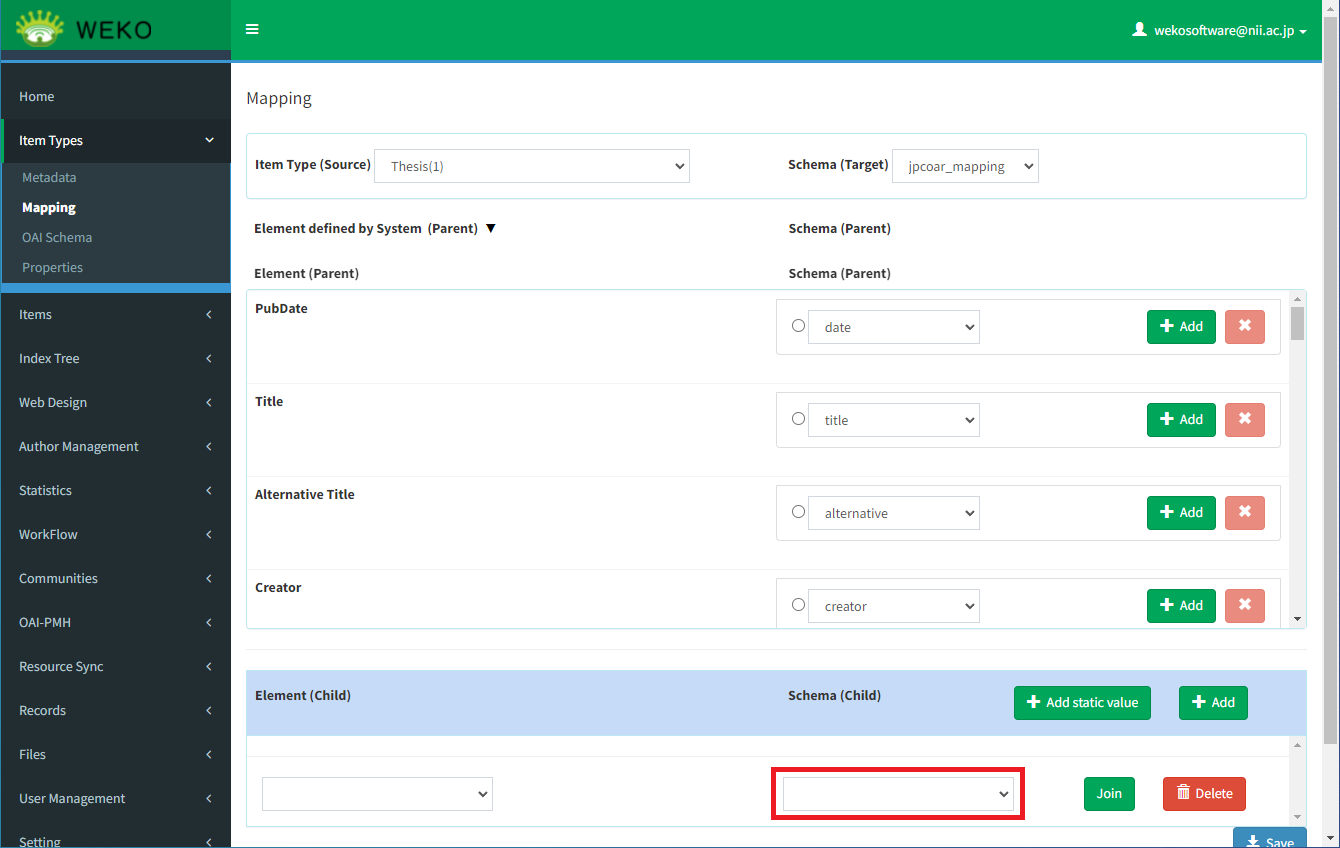 WEKO
wekosoftware@nii.ac.jp
Home
Item Types
Metadata
Mapping
OAI Schema
Properties
Items
Index Tree
Web Design
Author Management
Statistics
WorkFlow
Communities
OAI-PMH
Resource Sync
Records
Files
User Management
Setting
Mapping
Item Type (Source) Thesis(1) Schema (Target) jpcoar_mapping
Element defined by System (Parent) ▼ Schema (Parent)
Element (Parent) Schema (Parent)
PubDate date Add
Title title Add
Alternative Title alternative Add
Creator creator Add
Element (Child) Schema (Child) Add static value Add
Join Delete
Save